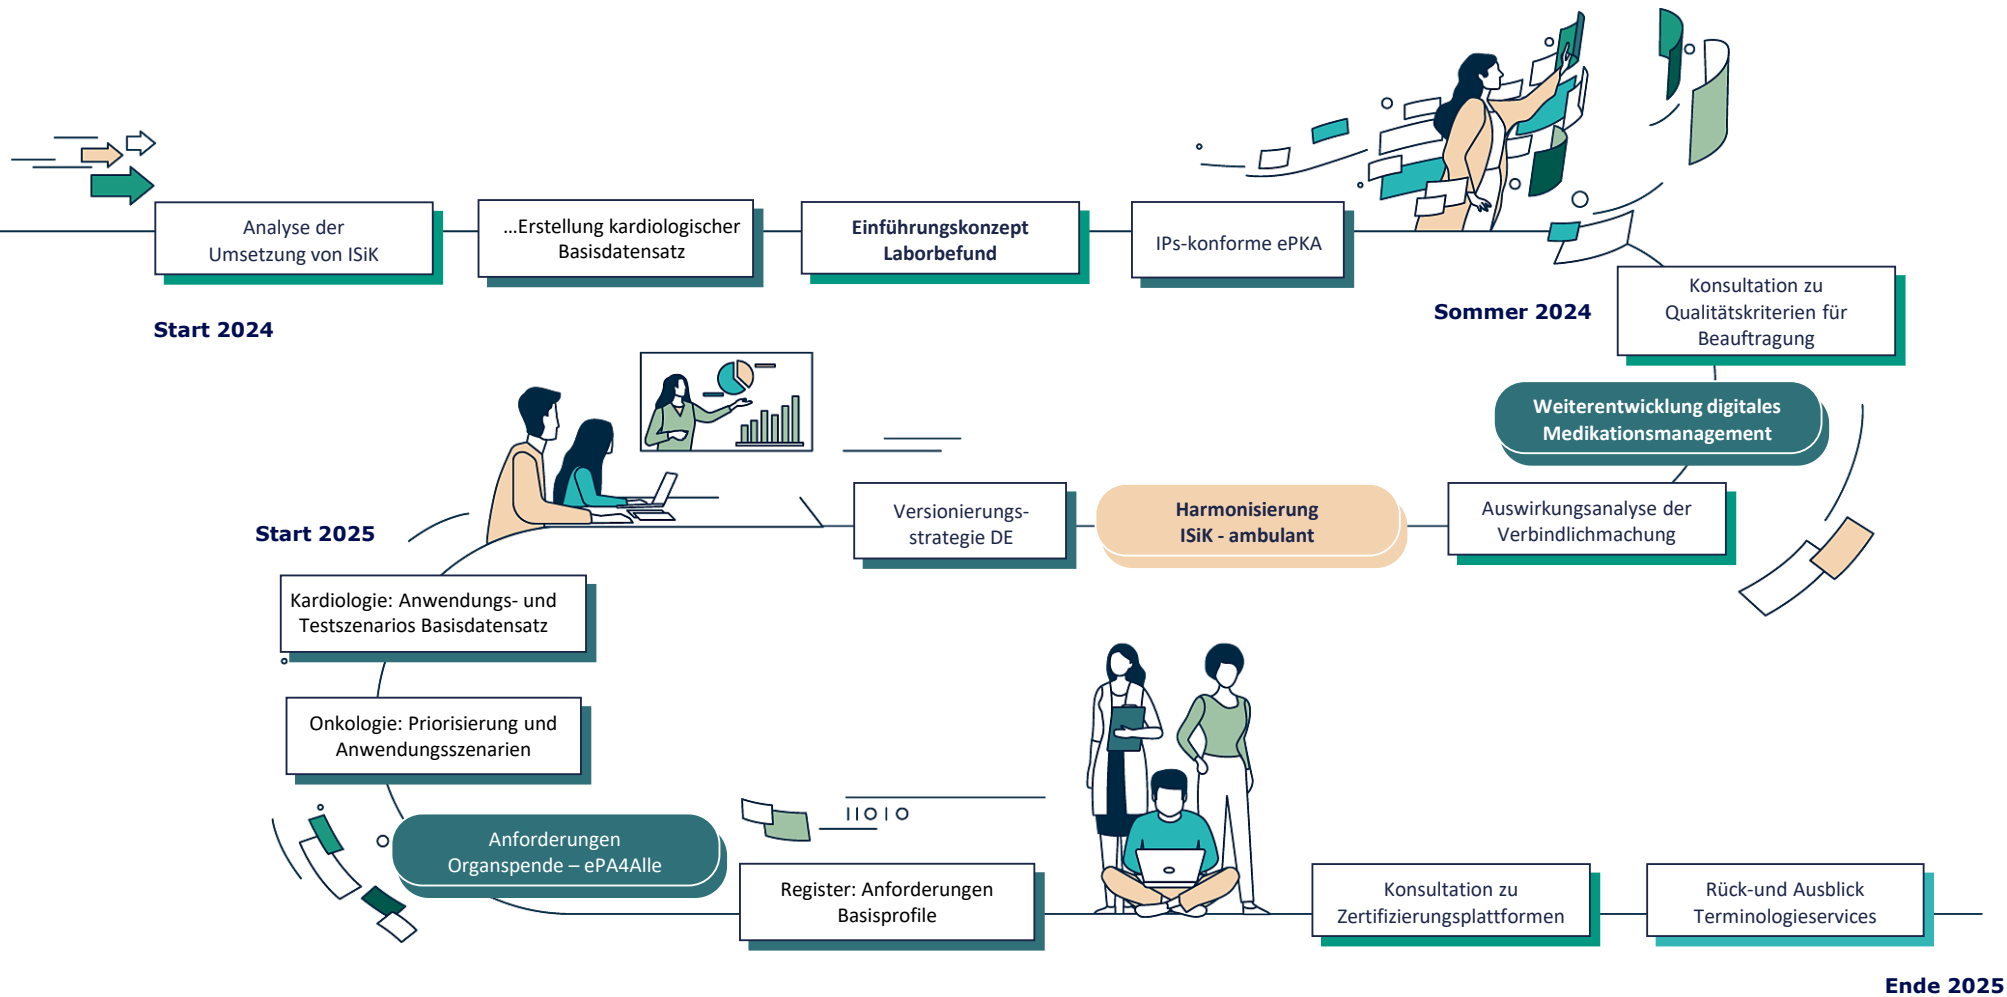 Analyse der
Umsetzung von ISiK
...Erstellung kardiologischer
Basisdatensatz
Einführungskonzept
Laborbefund
IPs-konforme ePKA
Start 2024
Sommer 2024
Konsultation zu
Qualitätskriterien für
Beauftragung
Weiterentwicklung digitales
Medikationsmanagement
Auswirkungsanalyse der
Verbindlichmachung
Harmonisierung
ISiK - ambulant
Versionierungs-
strategie DE
Start 2025
Kardiologie: Anwendungs- und
Testszenarios Basisdatensatz
Onkologie: Priorisierung und
Anwendungsszenarien
Anforderungen
Organspende – ePA4Alle
IIOIO
Register: Anforderungen
Basisprofile
Konsultation zu
Zertifizierungsplattformen
Rück-und Ausblick
Terminologieservices
Ende 2025